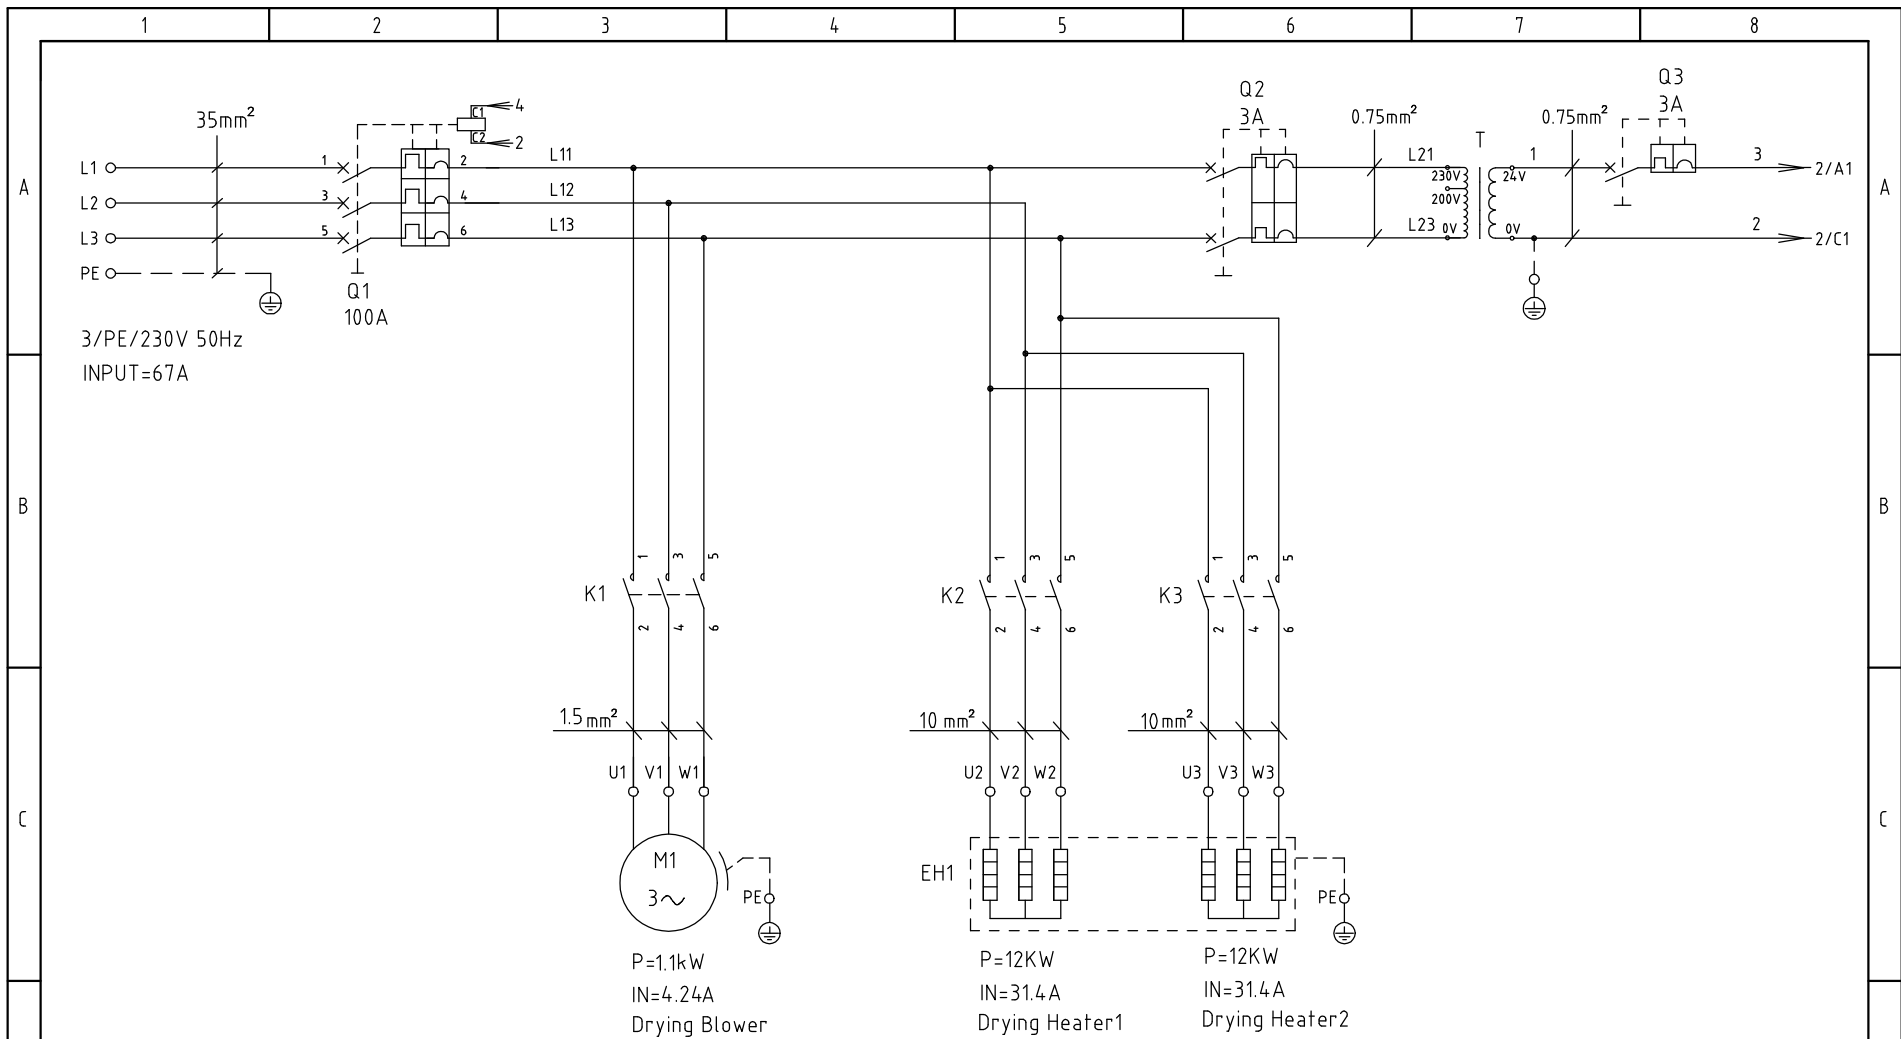 1 2 3 4 5 6 7 8
A
A
B
B
C
C
35mm²
C1
4
C2
2
L1
L2
L3
PE
1
3
5
2
4
6
Q1
100A
3/PE/230V 50Hz
INPUT=67A
L11
L12
L13
Q2
3A
0.75mm²
L21
L23
230V
200V
0V
T
24V
0V
1
0.75mm²
Q3
3A
3
2/A1
2
2/C1
K1
1 3 5
2 4 6
K2
1 3 5
2 4 6
K3
1 3 5
2 4 6
1.5mm²
10 mm²
10mm²
U1 V1 W1
U2 V2 W2
U3 V3 W3
M1
3~
PE
EH1
PE
P=1.1kW
IN=4.24A
Drying Blower
P=12KW
IN=31.4A
Drying Heater1
P=12KW
IN=31.4A
Drying Heater2